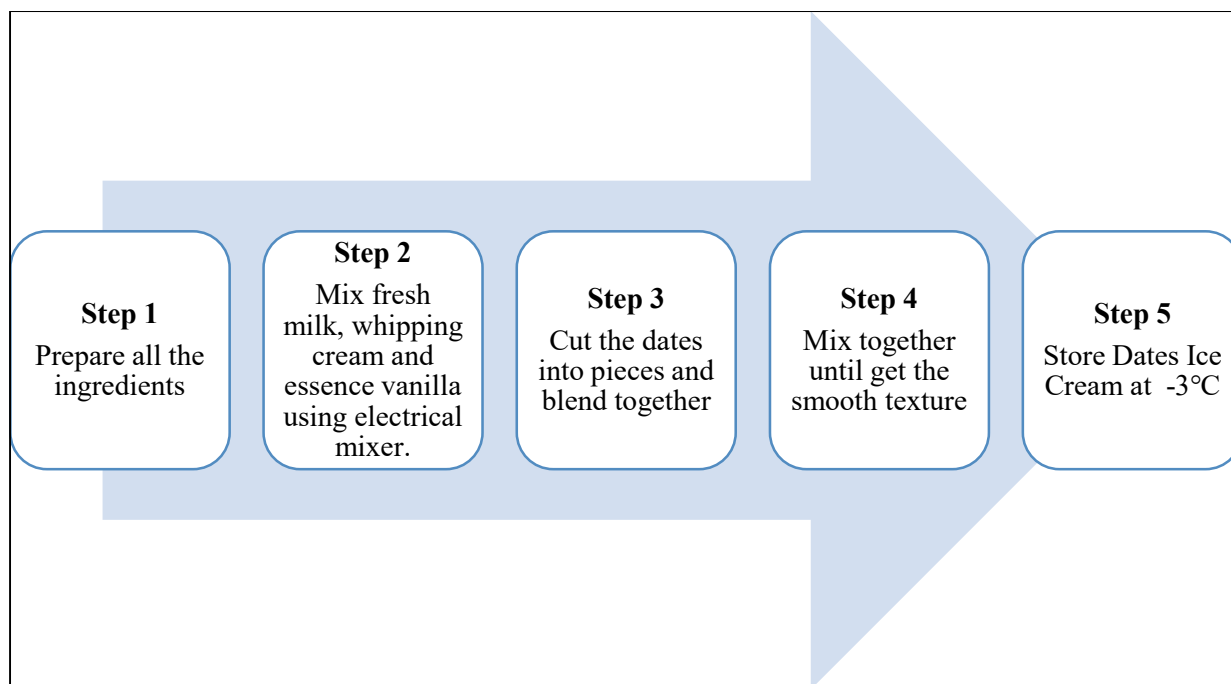 Step 1
Prepare all the
ingredients
Step 2
Mix fresh
milk, whipping
cream and
essence vanilla
using electrical
mixer.
Step 3
Cut the dates
into pieces and
blend together
Step 4
Mix together
until get the
smooth texture
Step 5
Store Dates Ice
Cream at  -3°C